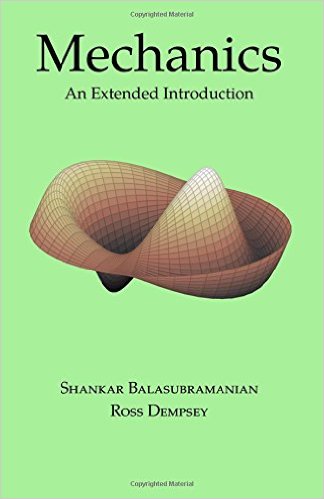 Copyrighted Material
Mechanics
An Extended Introduction
Shankar Balasubramanian
Ross Dempsey
Copyrighted Material